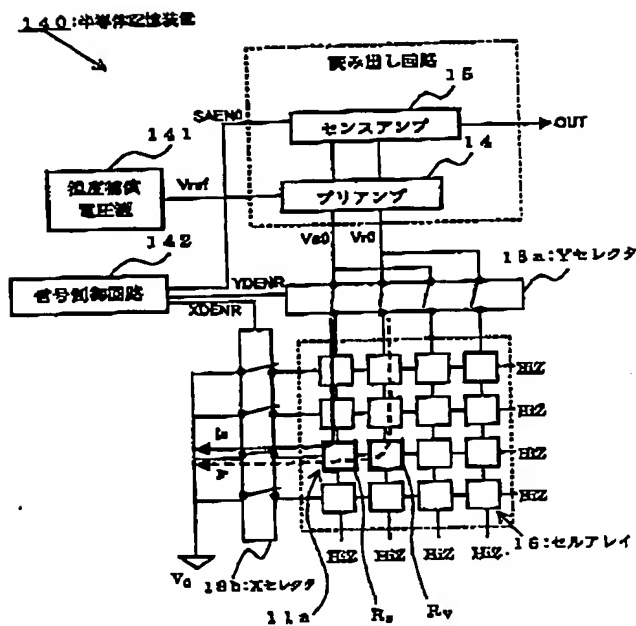 140:半導体記憶装置
読み出し回路
15
SAEN0
センスアンプ
OUT
141
14
温度補償
電圧源
Vref
プリアンプ
142
Vs0
Vr0
18a:Yセレクタ
信号制御回路
YDENR
XDENR
HiZ
HiZ
Is
HiZ
Ir
HiZ
HiZ
HiZ
HiZ
HiZ
16:セルアレイ
V0
18b:Xセレクタ
11a
Rs
Rv